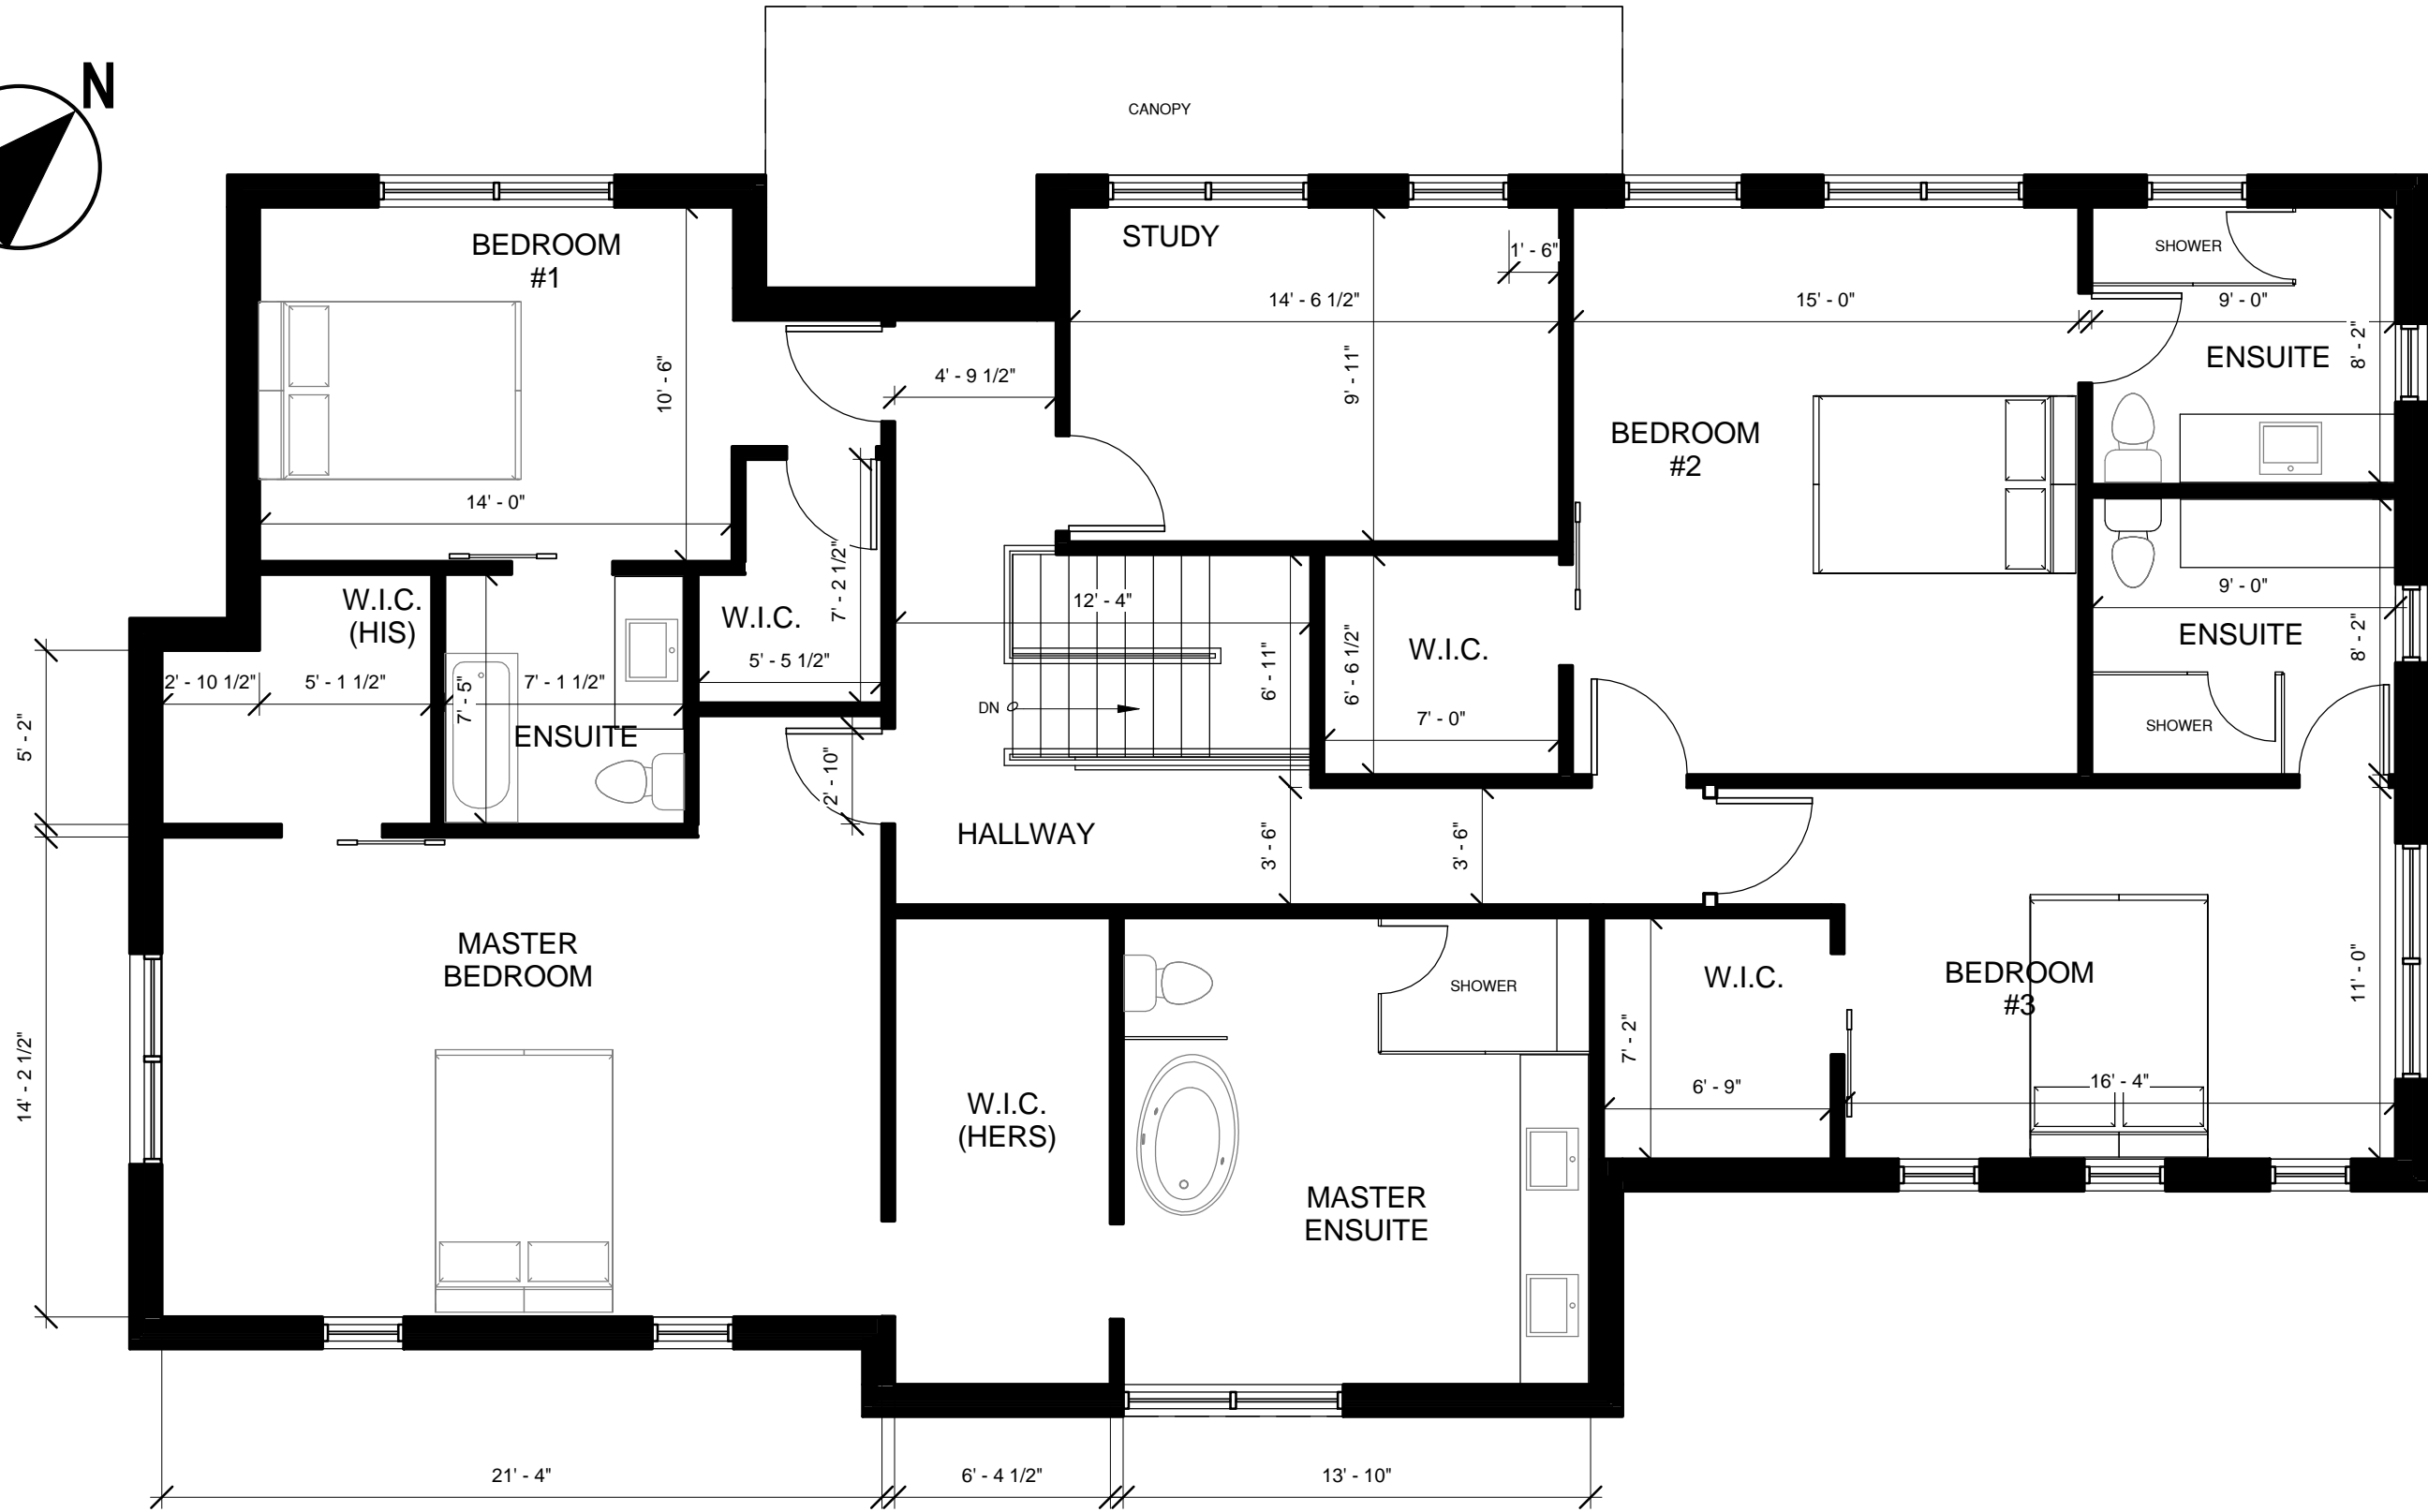 N
CANOPY
BEDROOM
#1
STUDY
1' - 6"
SHOWER
14' - 6 1/2"
15' - 0"
9' - 0"
8' - 2"
ENSUITE
10' - 6"
4' - 9 1/2"
9' - 11"
BEDROOM
#2
14' - 0"
7' - 2 1/2"
W.I.C.
(HIS)
W.I.C.
12' - 4"
9' - 0"
ENSUITE
8' - 2"
W.I.C.
6' - 11"
6' - 6 1/2"
5' - 5 1/2"
2' - 10 1/2"
5' - 1 1/2"
7' - 5"
7' - 1 1/2"
DN
7' - 0"
SHOWER
ENSUITE
5' - 2"
2' - 10"
HALLWAY
3' - 6"
3' - 6"
MASTER
BEDROOM
SHOWER
W.I.C.
BEDROOM
#3
11' - 0"
14' - 2 1/2"
7' - 2"
6' - 9"
16' - 4"
W.I.C.
(HERS)
MASTER
ENSUITE
21' - 4"
6' - 4 1/2"
13' - 10"